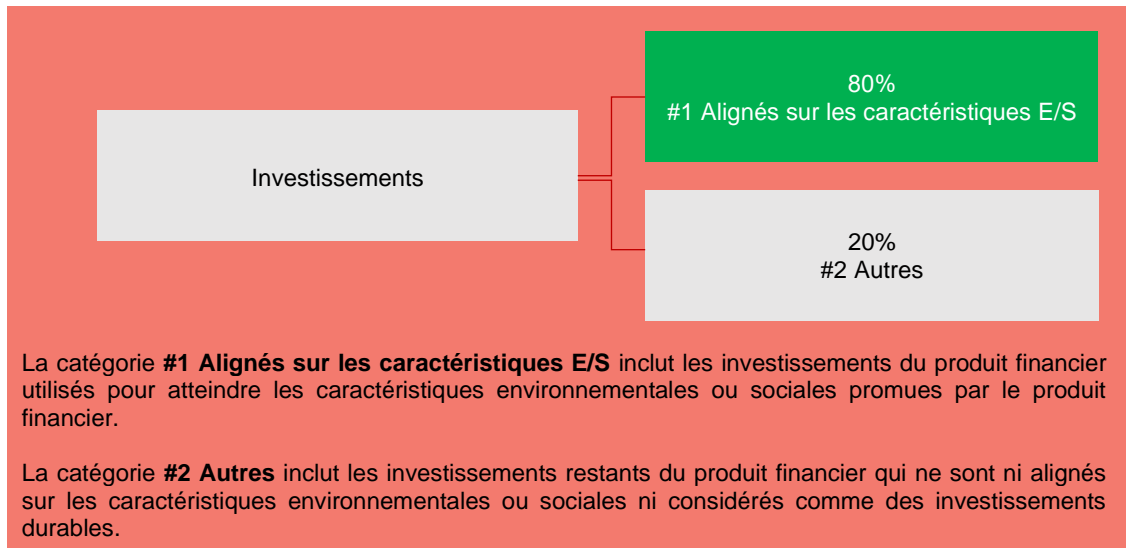 80%
#1 Alignés sur les caractéristiques E/S
Investissements
20%
#2 Autres
La catégorie #1 Alignés sur les caractéristiques E/S inclut les investissements du produit financier
utilisés pour atteindre les caractéristiques environnementales ou sociales promues par le produit
financier.
La catégorie #2 Autres inclut les investissements restants du produit financier qui ne sont ni alignés
sur les caractéristiques environnementales ou sociales ni considérés comme des investissements
durables.